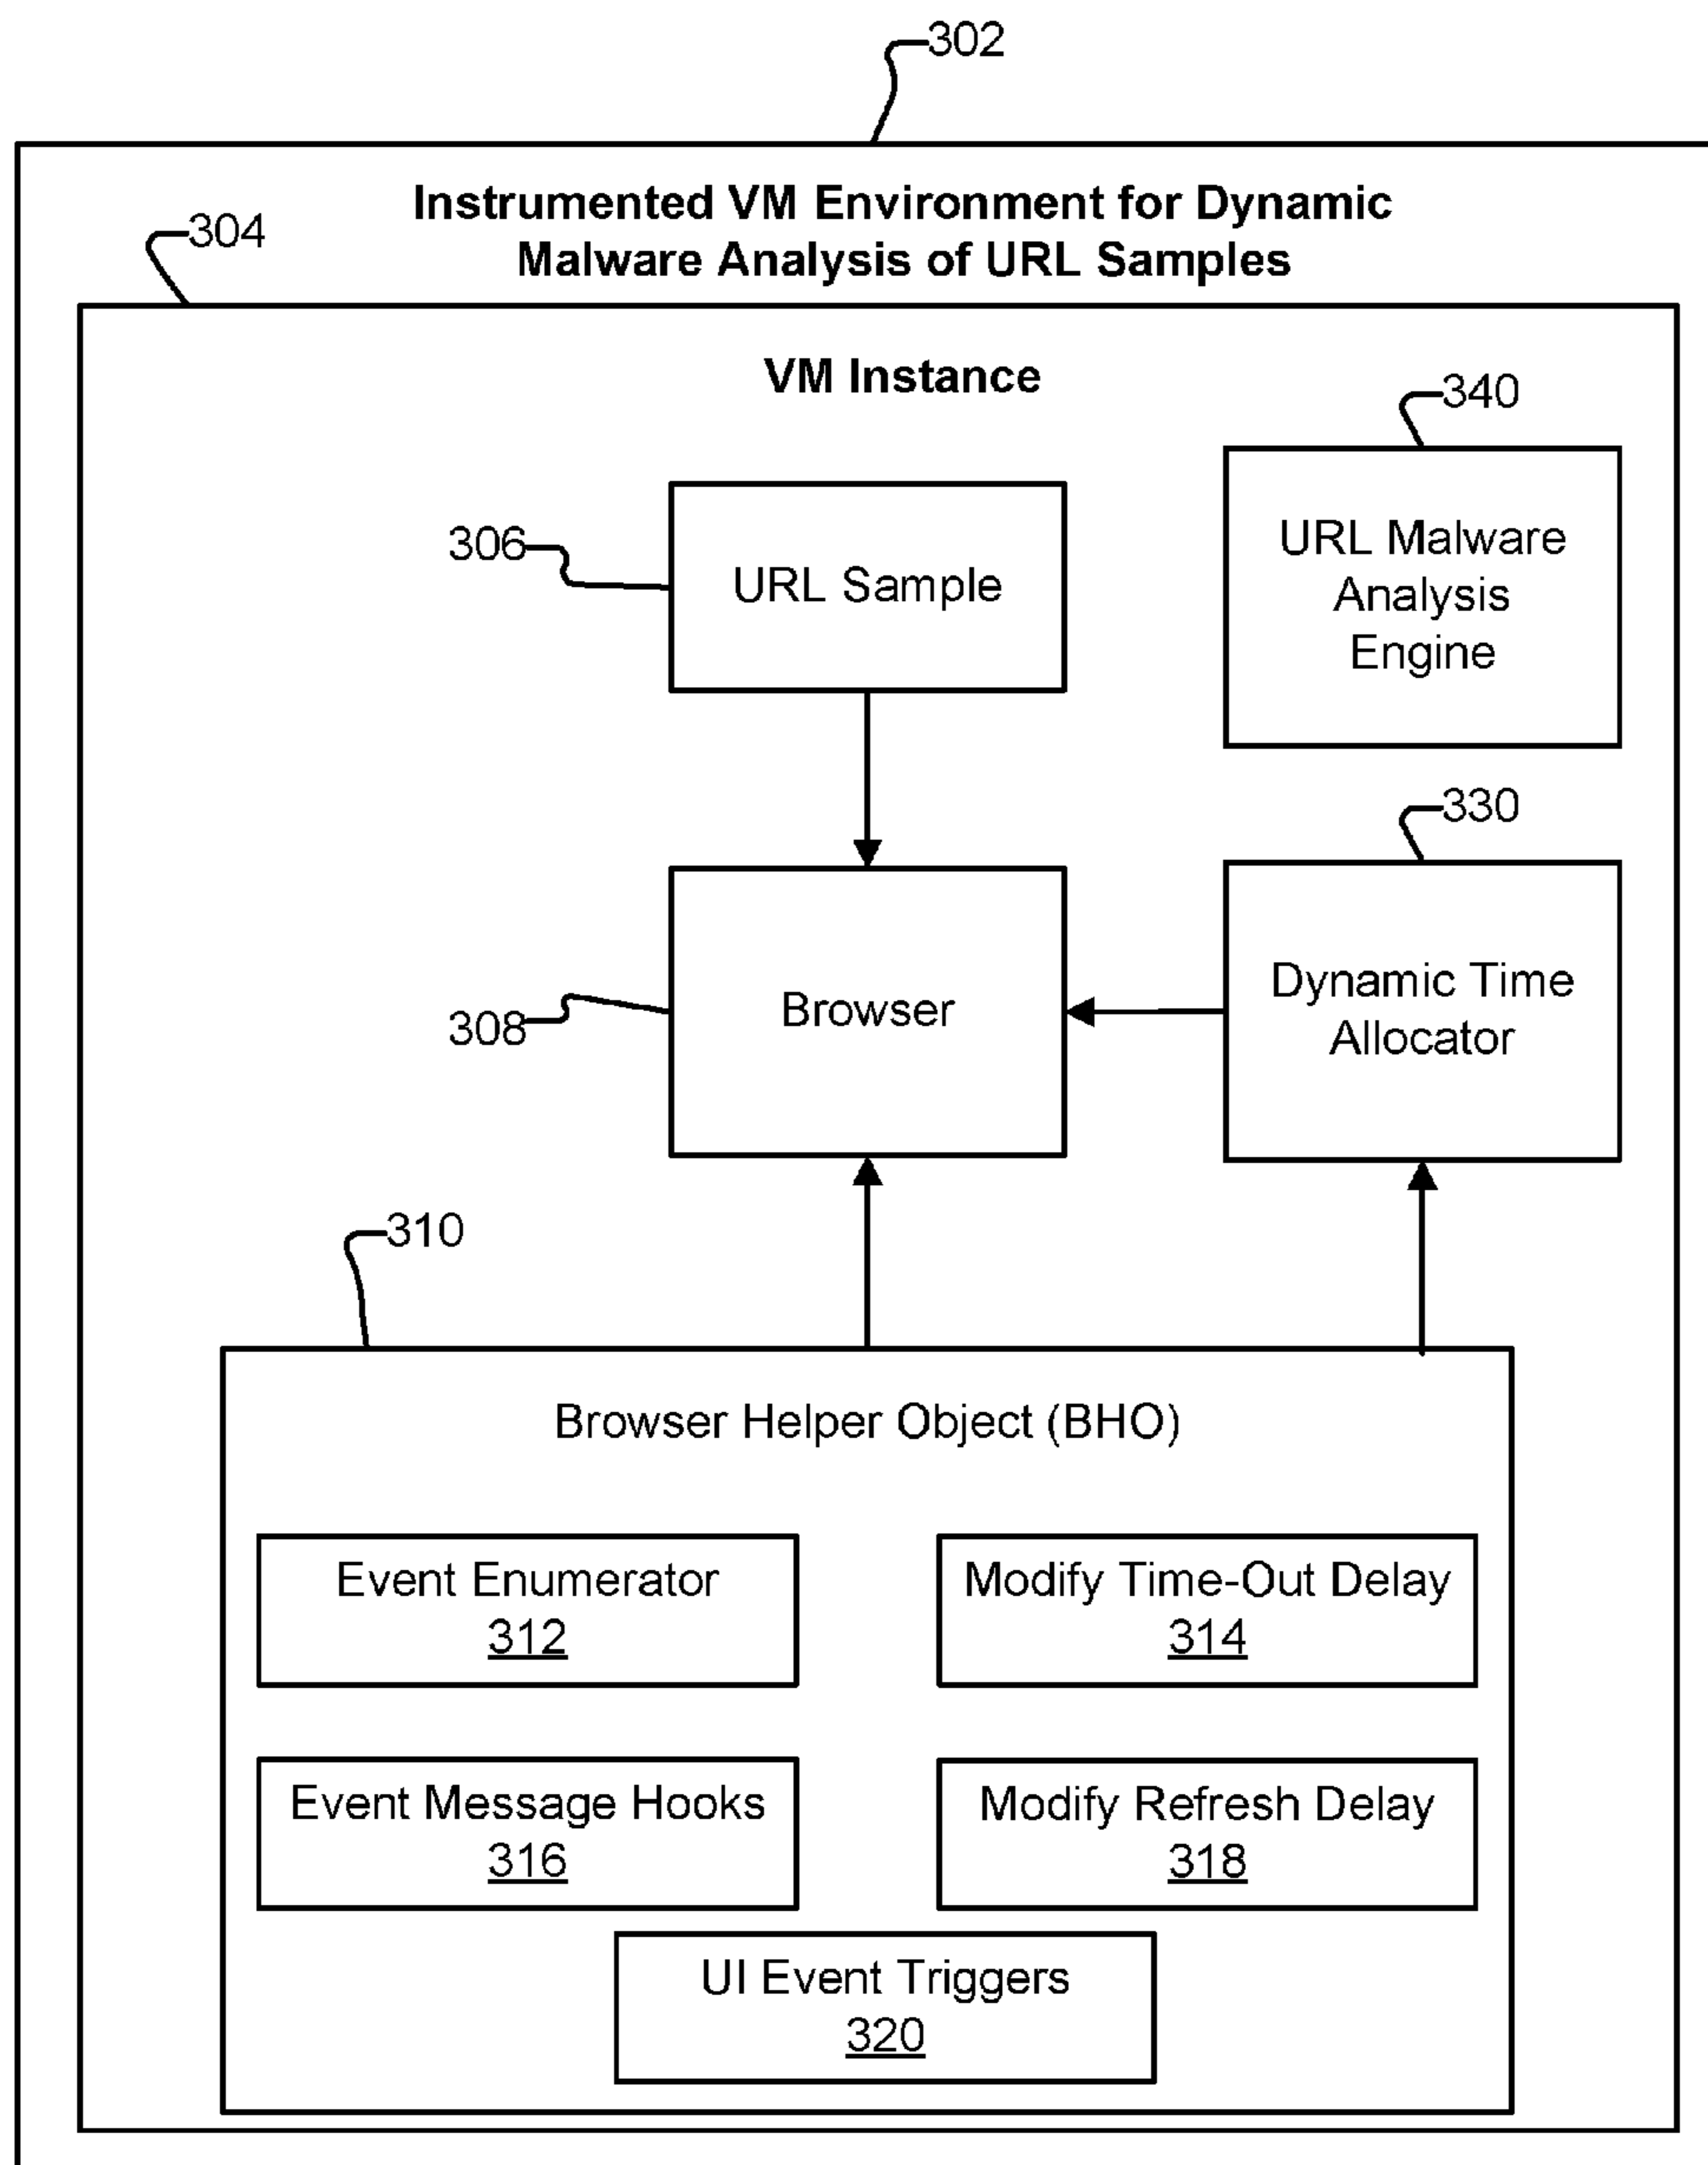 302
Instrumented VM Environment for Dynamic
Malware Analysis of URL Samples
304
VM Instance
340
URL Malware
Analysis
Engine
306
URL Sample
330
Dynamic Time
Allocator
308
Browser
310
Browser Helper Object (BHO)
Event Enumerator
312
Modify Time-Out Delay
314
Event Message Hooks
316
Modify Refresh Delay
318
UI Event Triggers
320